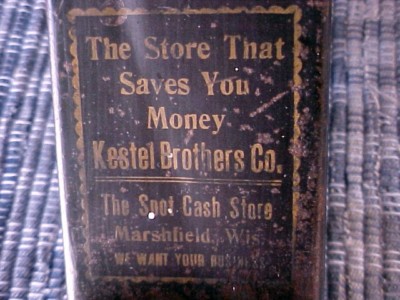 The Store That
Saves You
Money
Kestel Brothers Co.
The Spot Cash Store
Marshfield, Wis.
WE WANT YOUR BUSINESS